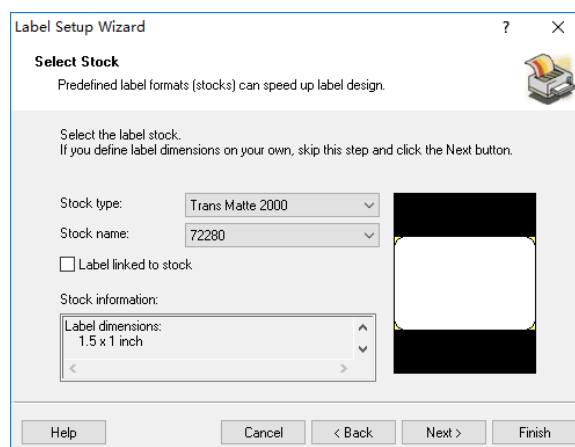 Label Setup Wizard
?
Select Stock
Predefined label formats (stocks) can speed up label design.
Select the label stock.
If you define label dimensions on your own, skip this step and click the Next button.
Stock type:
Trans Matte 2000
Stock name:
72280
Label linked to stock
Stock information:
Label dimensions:
1.5 x 1 inch
Help
Cancel
< Back
Next >
Finish